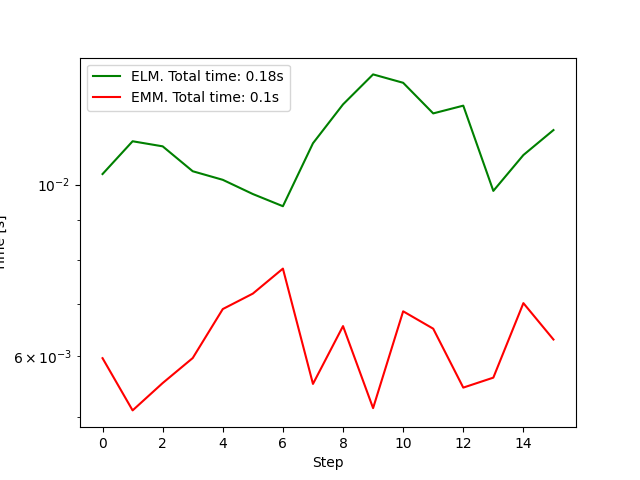 ELM. Total time: 0.18s
EMM. Total time: 0.1s
10⁻²
6 × 10⁻³
0 2 4 6 8 10 12 14
Step